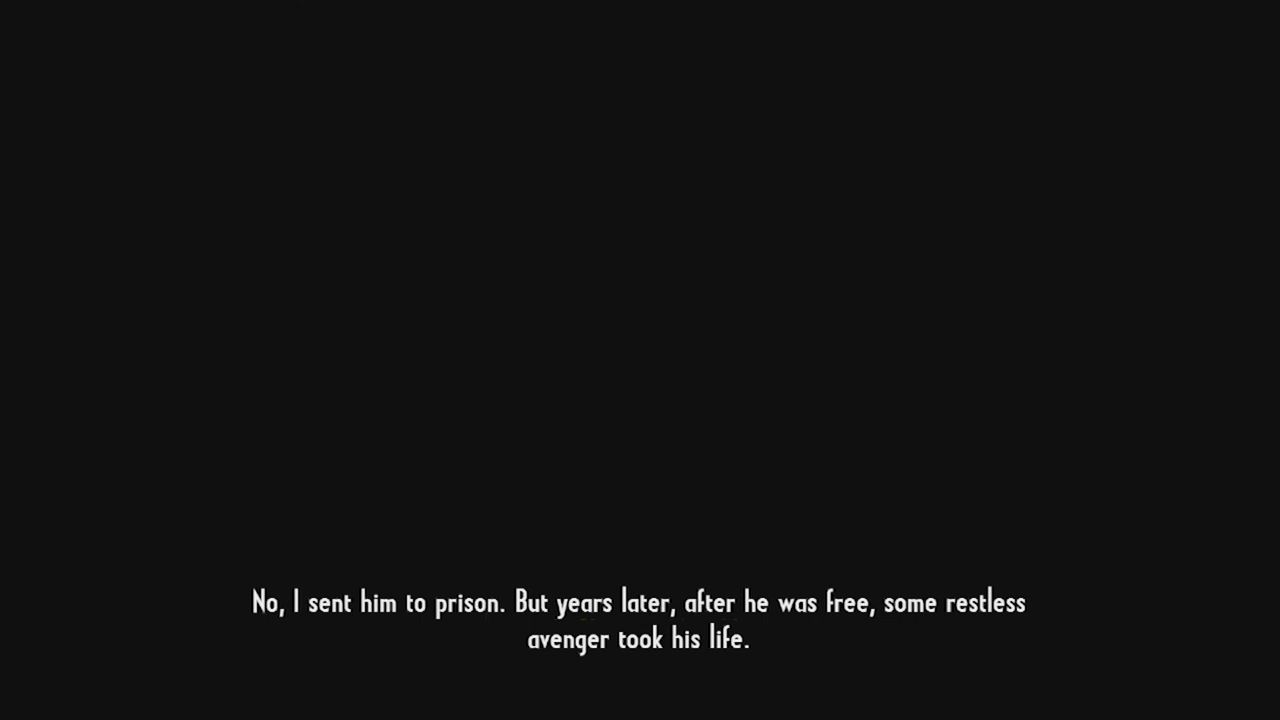 No, I sent him to prison. But years later, after he was free, some restless
avenger took his life.